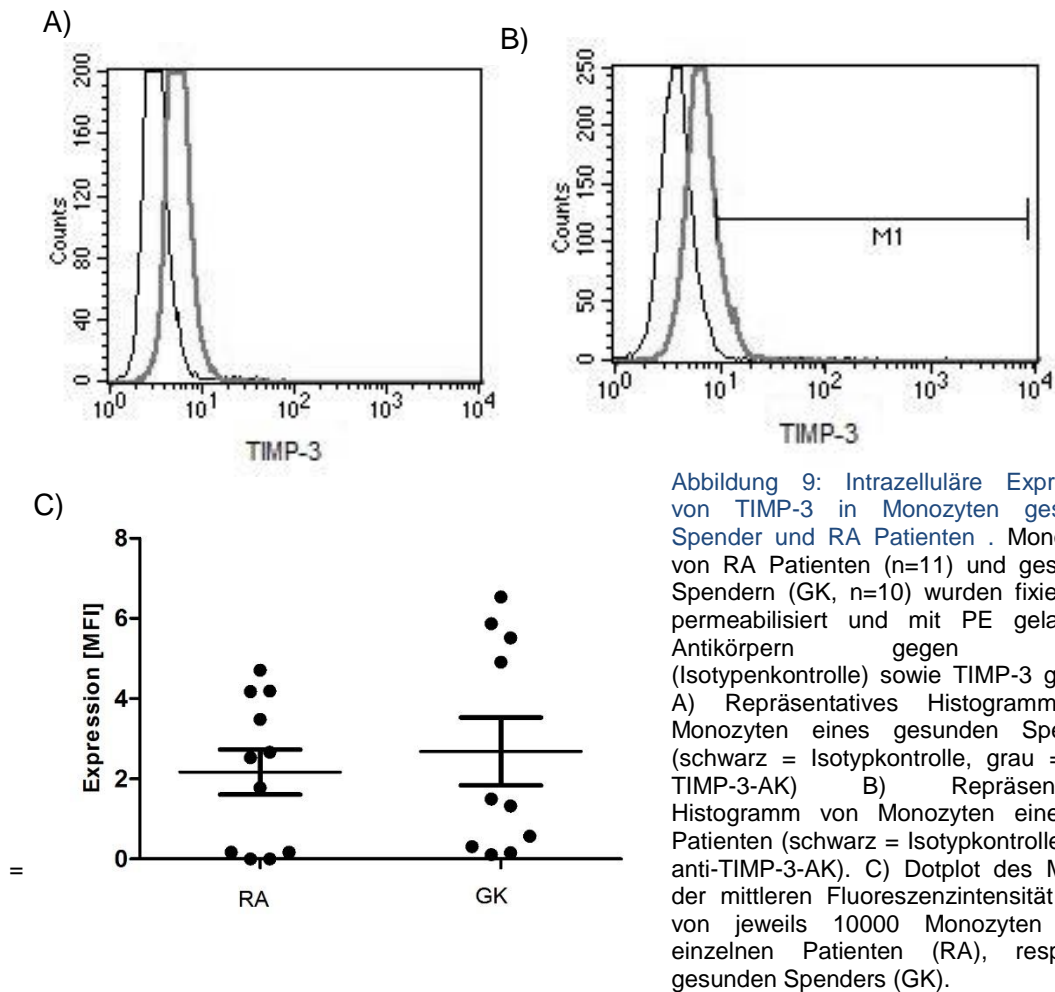 A)
200
160
120
80
40
0
Counts
10^0 10^1 10^2 10^3 10^4
TIMP-3
B)
250
200
150
100
50
0
Counts
M1
10^0 10^1 10^2 10^3 10^4
TIMP-3
C)
8
6
4
2
0
Expression [MFI]
RA GK
=
Abbildung 9: Intrazelluläre Expr
von TIMP-3 in Monozyten ges
Spender und RA Patienten . Mono
von RA Patienten (n=11) und ges
Spendern (GK, n=10) wurden fixie
permeabilisiert und mit PE gela
Antikörpern gegen
(Isotypenkontrolle) sowie TIMP-3 g
A) Repräsentatives Histogramm
Monozyten eines gesunden Spe
(schwarz = Isotypkontrolle, grau =
TIMP-3-AK) B) Repräsen
Histogramm von Monozyten eine
Patienten (schwarz = Isotypkontrolle
anti-TIMP-3-AK). C) Dotplot des M
der mittleren Fluoreszenzintensität
von jeweils 10000 Monozyten
einzelnen Patienten (RA), resp
gesunden Spenders (GK).